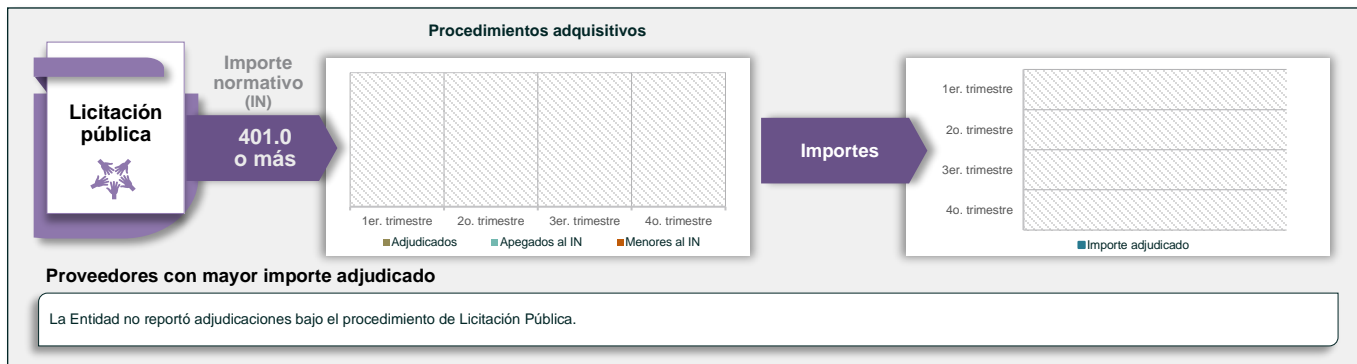 Procedimientos adquisitivos
Licitación
pública
Importe
normativo
(IN)
401.0
o más
1er. trimestre
2o. trimestre
3er. trimestre
4o. trimestre
Adjudicados
Apegados al IN
Menores al IN
Importes
1er. trimestre
2o. trimestre
3er. trimestre
4o. trimestre
Importe adjudicado
Proveedores con mayor importe adjudicado
La Entidad no reportó adjudicaciones bajo el procedimiento de Licitación Pública.